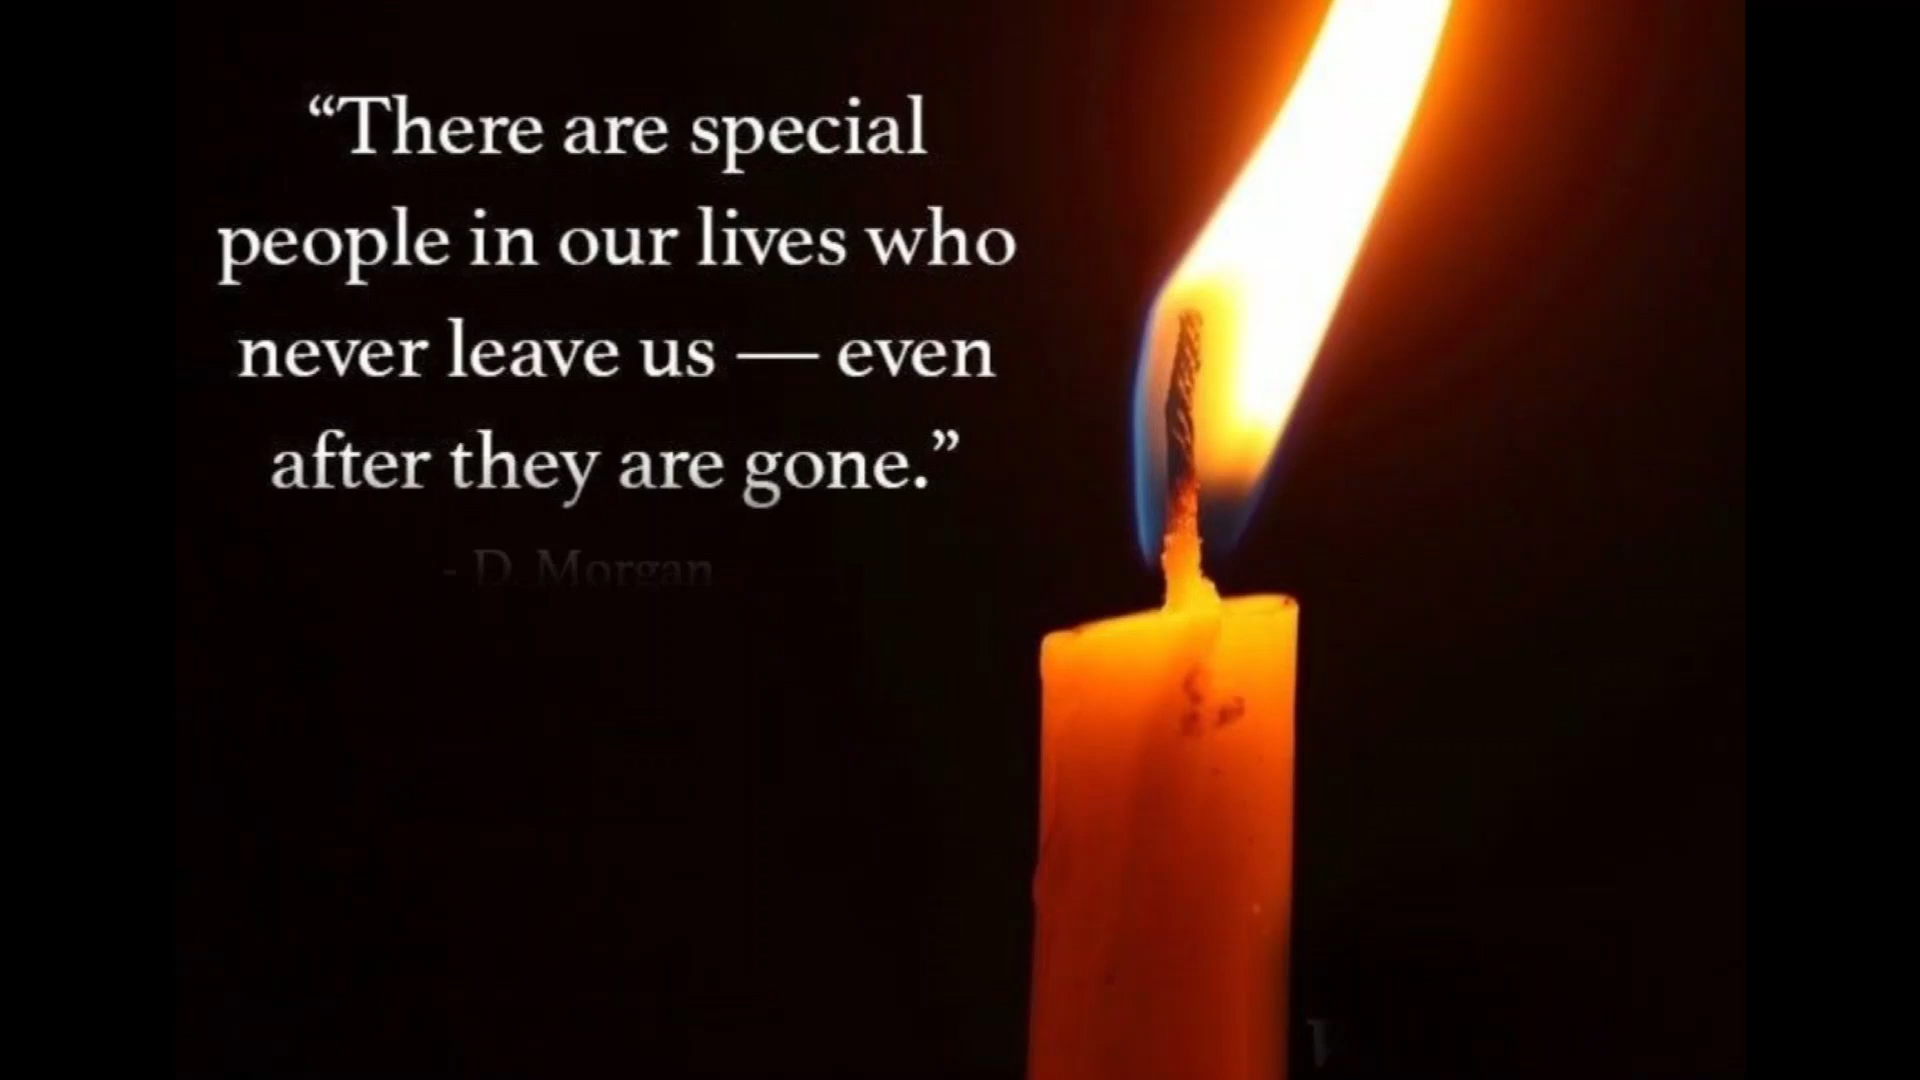 “There are special
people in our lives who
never leave us — even
after they are gone.”
- D. Morgan